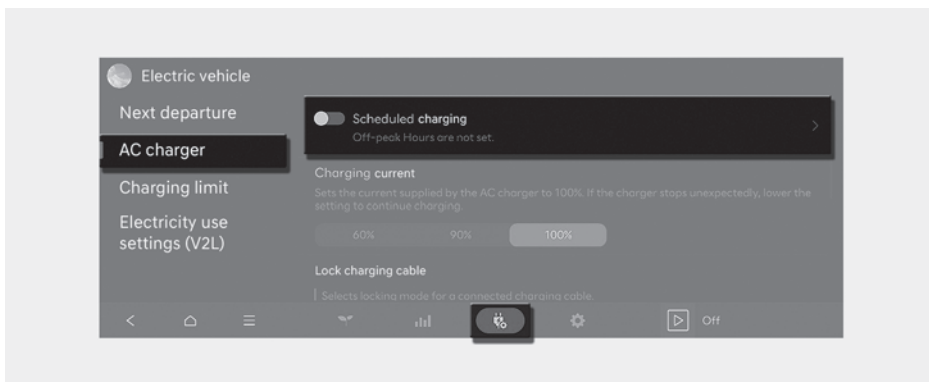 Electric vehicle
Next departure
AC charger
Charging limit
Electricity use
settings (V2L)
Scheduled charging
Off-peak Hours are not set.
Charging current
Sets the current supplied by the AC charger to 100%. If the charger stops unexpectedly, lower the
setting to continue charging.
60% 90% 100%
Lock charging cable
Selects locking mode for a connected charging cable.
Off